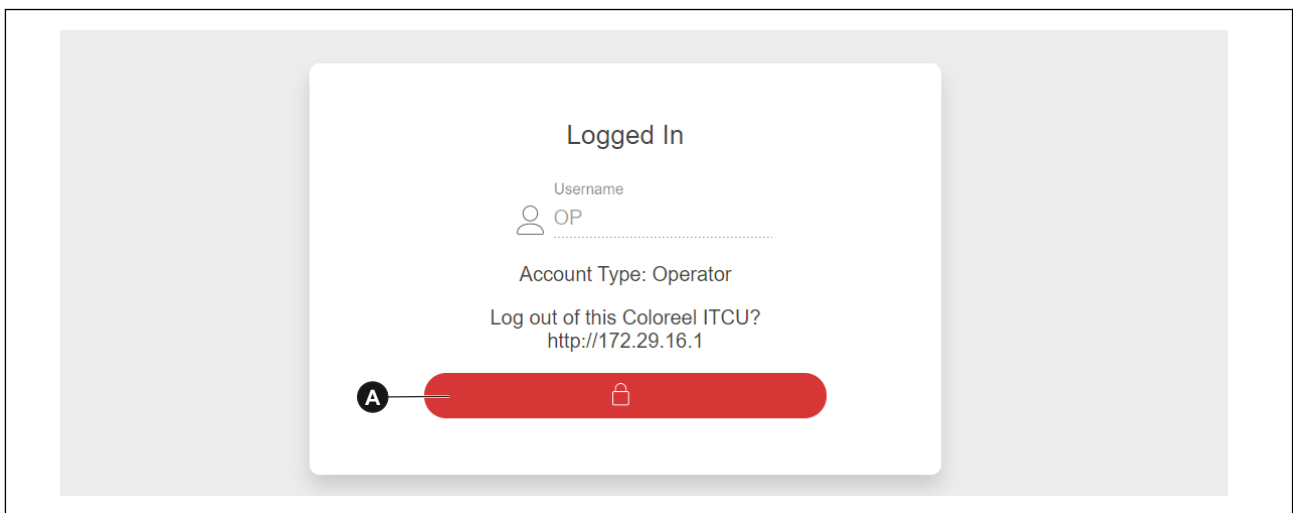 Logged In
Username
OP
Account Type: Operator
Log out of this Coloreel ITCU?
http://172.29.16.1
A